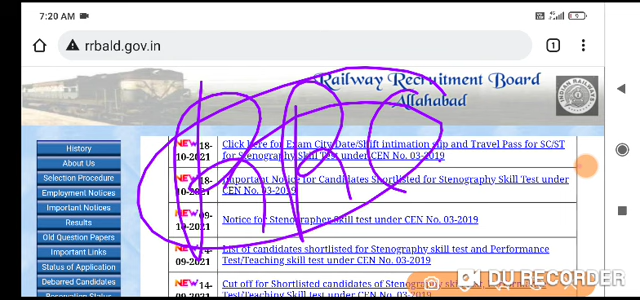 7:20 AM
rrbald.gov.in
1
Railway Recruitment Board
Allahabad
RRC
History
About Us
Selection Procedure
Employment Notices
Important Notices
Results
Old Question Papers
Important Links
Status of Application
Debarred Candidates
NEW 18-10-2021 Click here for Exam City/Date/Shift intimation slip and Travel Pass for SC/ST
for Stenography Skill Test under CEN No. 03-2019
NEW 18-10-2021 Important Notice for Candidates Shortlisted for Stenography Skill Test under
CEN No. 03-2019
NEW 09-10-2021 Notice for Stenographer Skill test under CEN No. 03-2019
09-2021 List of candidates shortlisted for Stenography skill test and Performance
Test/Teaching skill test under CEN No. 03-2019
NEW 14- Cut off for Shortlisted candidates of Stenography
Test/Teaching Skill Test under CEN No. 03-2019
DU RECORDER